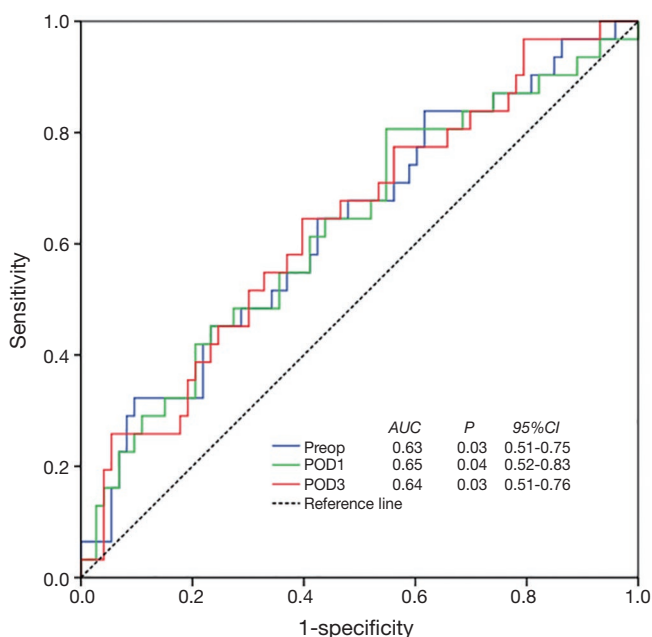 1.0
0.8
0.6
0.4
0.2
0.0
Sensitivity
AUC P 95%CI
Preop 0.63 0.03 0.51-0.75
POD1 0.65 0.04 0.52-0.83
POD3 0.64 0.03 0.51-0.76
Reference line
0.0 0.2 0.4 0.6 0.8 1.0
1-specificity